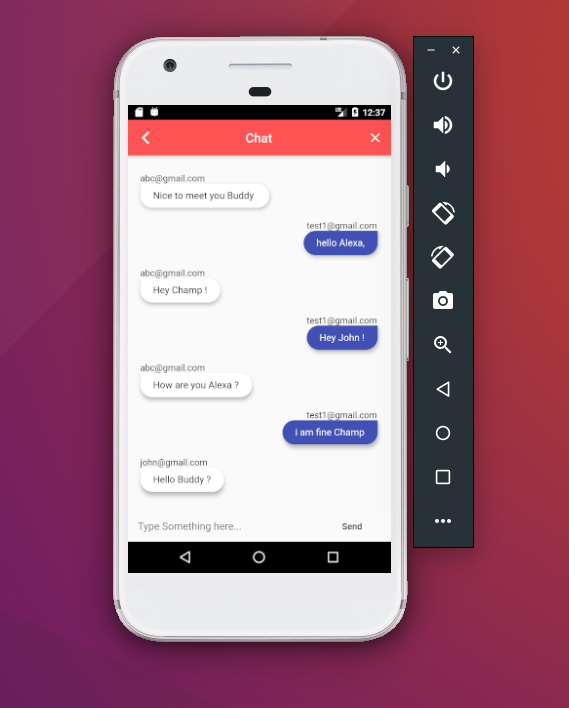 12:37
Chat
abc@gmail.com
Nice to meet you Buddy
test1@gmail.com
hello Alexa,
abc@gmail.com
Hey Champ !
test1@gmail.com
Hey John !
abc@gmail.com
How are you Alexa ?
test1@gmail.com
i am fine Champ
john@gmail.com
Hello Buddy ?
Type Something here... Send